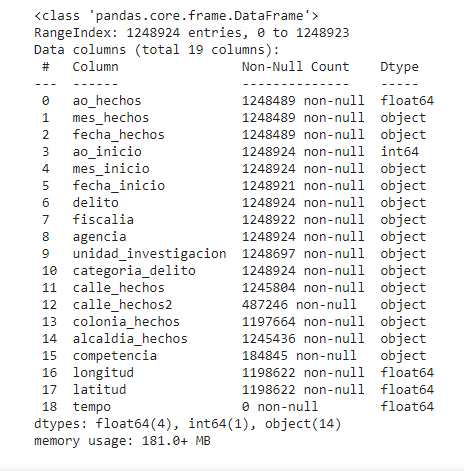 <class 'pandas.core.frame.DataFrame'>
RangeIndex: 1248924 entries, 0 to 1248923
Data columns (total 19 columns):
 #   Column                Non-Null Count    Dtype
---  ------                --------------    -----
 0   ao_hechos             1248489 non-null  float64
 1   mes_hechos            1248489 non-null  object
 2   fecha_hechos          1248489 non-null  object
 3   ao_inicio             1248924 non-null  int64
 4   mes_inicio            1248924 non-null  object
 5   fecha_inicio          1248921 non-null  object
 6   delito                1248924 non-null  object
 7   fiscalia              1248922 non-null  object
 8   agencia               1248924 non-null  object
 9   unidad_investigacion  1248697 non-null  object
 10  categoria_delito      1248924 non-null  object
 11  calle_hechos          1245804 non-null  object
 12  calle_hechos2         487246 non-null   object
 13  colonia_hechos        1197664 non-null  object
 14  alcaldia_hechos       1245436 non-null  object
 15  competencia           184845 non-null   object
 16  longitud              1198622 non-null  float64
 17  latitud               1198622 non-null  float64
 18  tempo                 0 non-null        float64
dtypes: float64(4), int64(1), object(14)
memory usage: 181.0+ MB